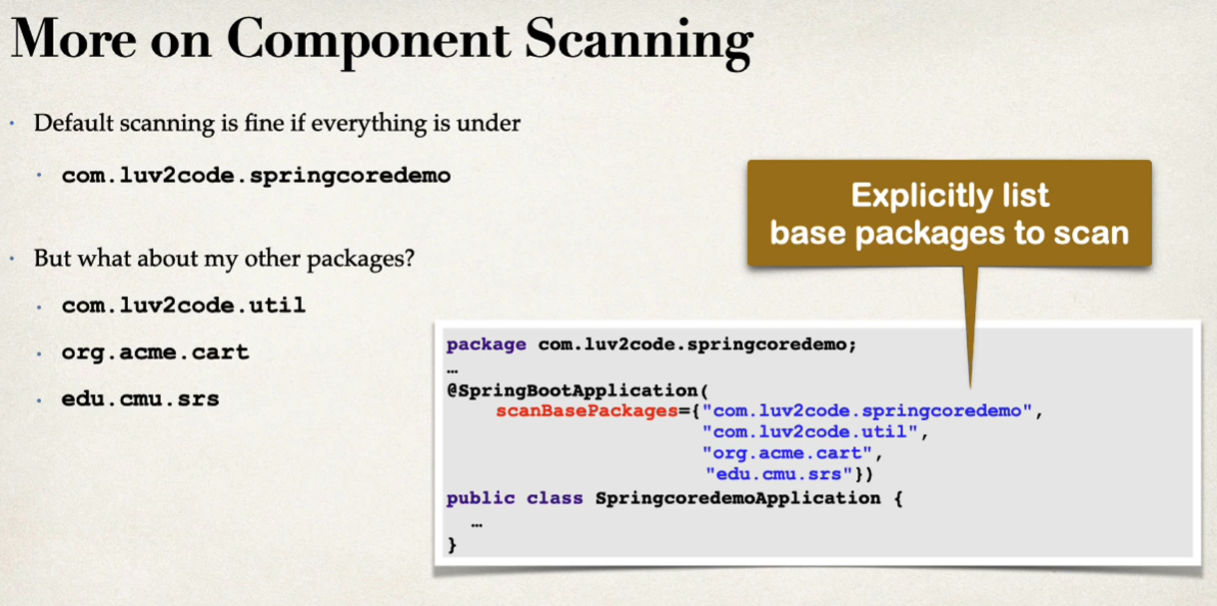 More on Component Scanning
• Default scanning is fine if everything is under
• com.luv2code.springcoredemo
• But what about my other packages?
• com.luv2code.util
• org.acme.cart
• edu.cmu.srs
Explicitly list
base packages to scan
package com.luv2code.springcoredemo;
…
@SpringBootApplication(
scanBasePackages={"com.luv2code.springcoredemo",
"com.luv2code.util",
"org.acme.cart",
"edu.cmu.srs"})
public class SpringcoredemoApplication {
…
}